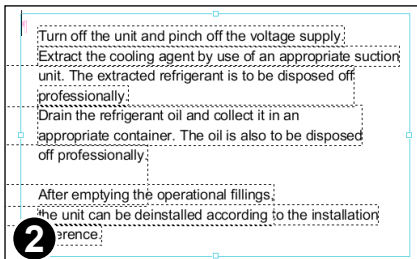 Turn off the unit and pinch off the voltage supply.
Extract the cooling agent by use of an appropriate suction
unit. The extracted refrigerant is to be disposed off
professionally.
Drain the refrigerant oil and collect it in an
appropriate container. The oil is also to be disposed
off professionally.
After emptying the operational fillings,
the unit can be deinstalled according to the installation
erence.
2